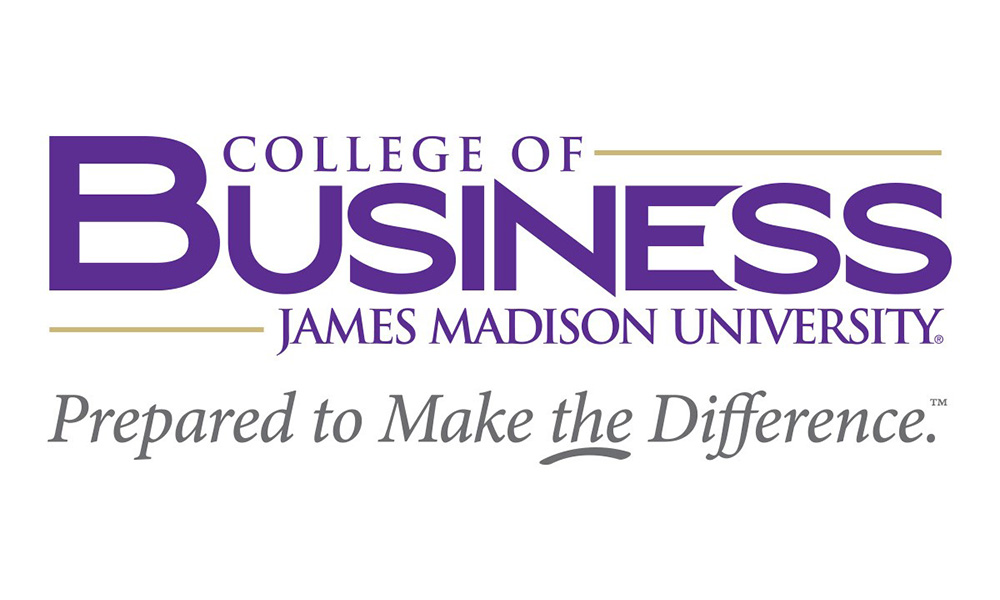 COLLEGE OF
BUSINESS
JAMES MADISON UNIVERSITY®
Prepared to Make the Difference.™